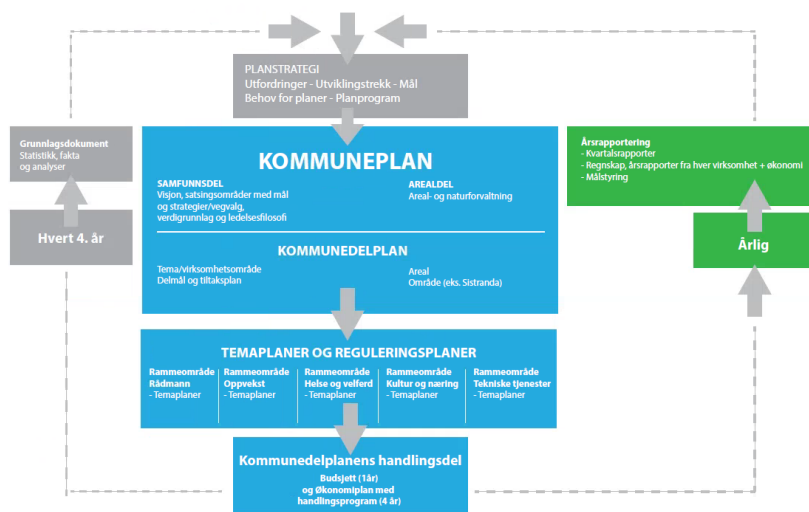 PLANSTRATEGI
Utfordringer - Utviklingstrekk - Mål
Behov for planer - Planprogram
Grunnlagsdokument
Statistikk, fakta
og analyser
Hvert 4. år
KOMMUNEPLAN
SAMFUNNSDEL
Visjon, satsingsområder med mål
og strategier/vegvalg,
verdigrunnlag og ledelsesfilosofi
AREALDEL
Areal- og naturforvaltning
KOMMUNEDELPLAN
Tema/virksomhetsområde
Delmål og tiltaksplan
Areal
Område (eks. Sistranda)
Årsrapportering
- Kvartalsrapporter
- Regnskap, årsrapporter fra hver virksomhet + økonomi
- Målstyring
Årlig
TEMAPLANER OG REGULERINGSPLANER
Rammeområde
Rådmann
- Temaplaner
Rammeområde
Oppvekst
- Temaplaner
Rammeområde
Helse og velferd
- Temaplaner
Rammeområde
Kultur og næring
- Temaplaner
Rammeområde
Tekniske tjenester
- Temaplaner
Kommunedelplanens handlingsdel
Budsjett (1år)
og Økonomiplan med
handlingsprogram (4 år)